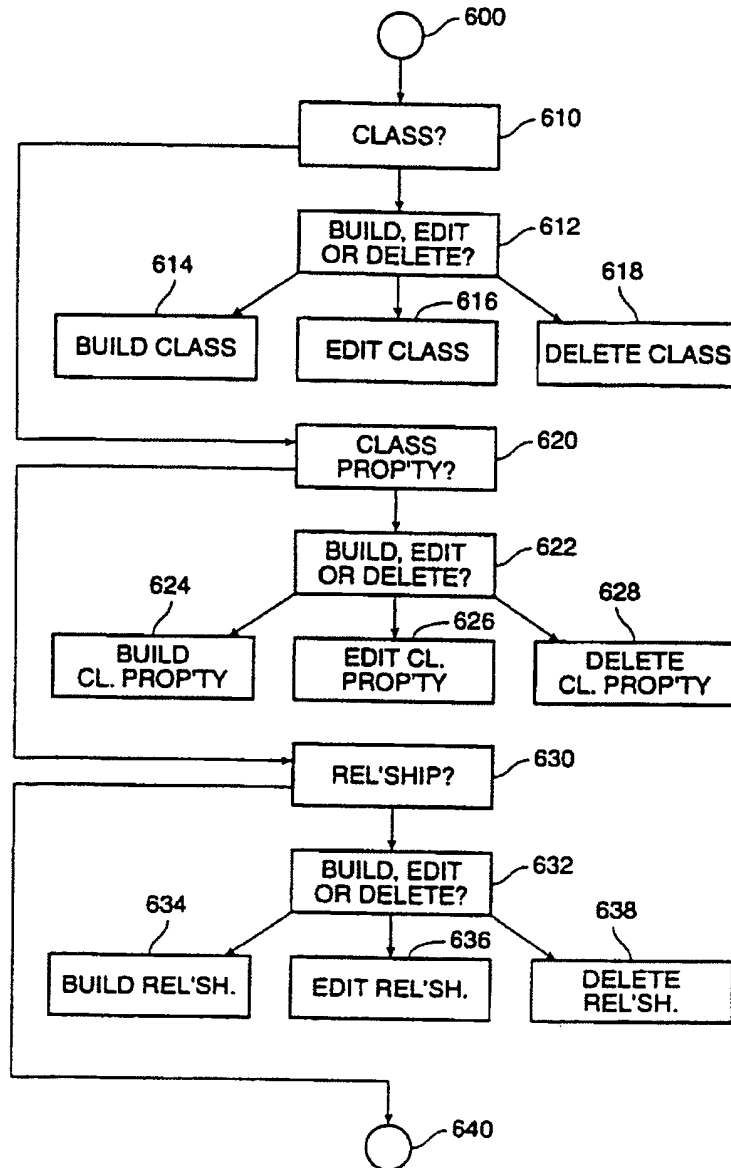 600
CLASS?
610
BUILD, EDIT
OR DELETE?
612
614
616
618
BUILD CLASS
EDIT CLASS
DELETE CLASS
CLASS
PROP'TY?
620
BUILD, EDIT
OR DELETE?
622
624
626
628
BUILD
CL. PROP'TY
EDIT CL.
PROP'TY
DELETE
CL. PROP'TY
REL'SHIP?
630
BUILD, EDIT
OR DELETE?
632
634
636
638
BUILD REL'SH.
EDIT REL'SH.
DELETE
REL'SH.
640